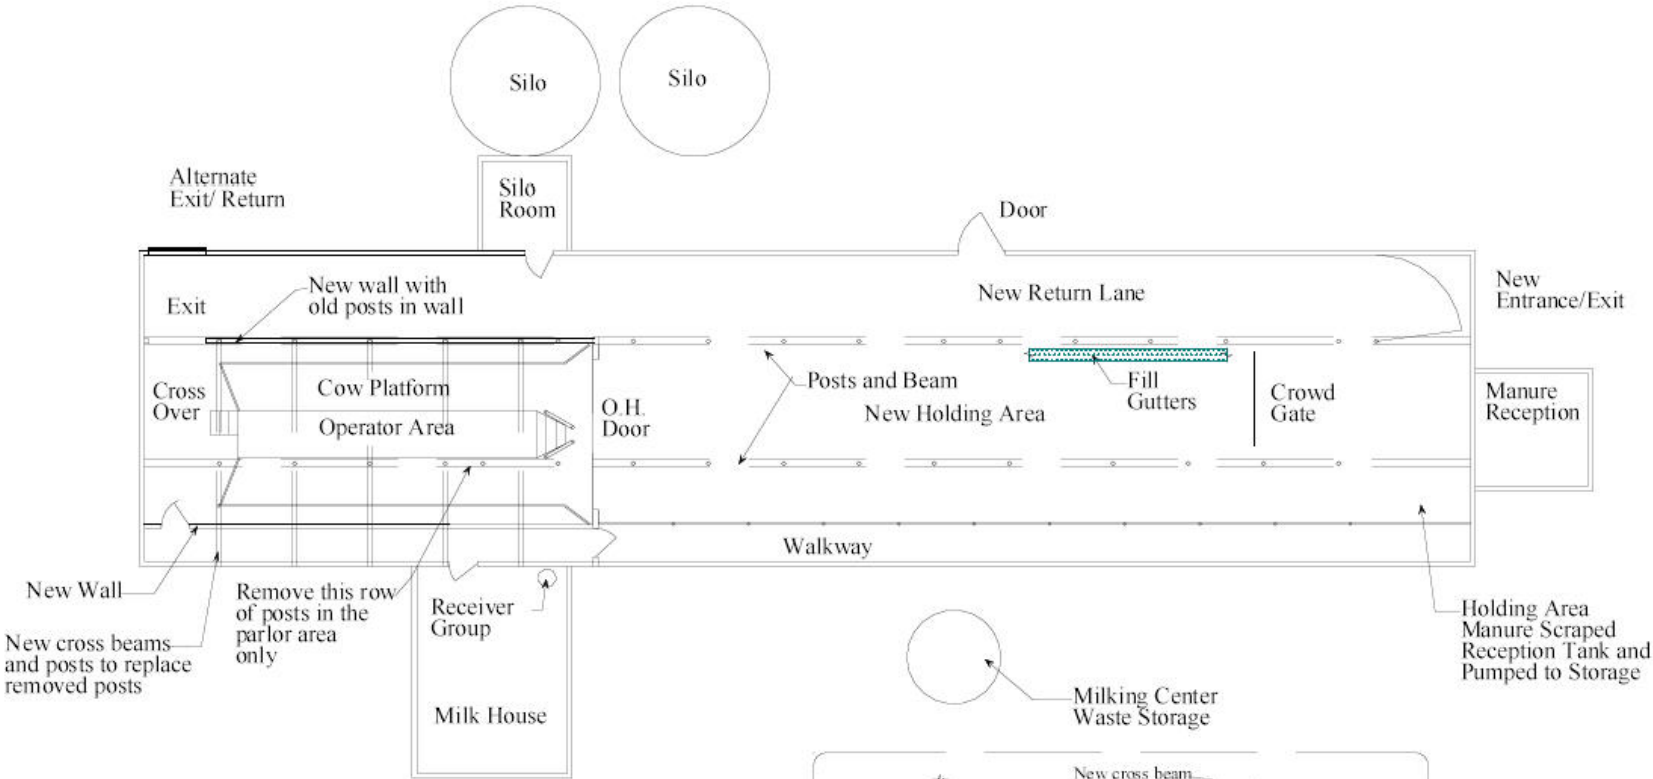 Silo
Silo
Alternate
Exit/ Return
Silo
Room
Door
New wall with
old posts in wall
Exit
New Return Lane
New
Entrance/Exit
Cross
Over
Cow Platform
Operator Area
O.H.
Door
Posts and Beam
New Holding Area
Fill
Gutters
Crowd
Gate
Manure
Reception
Walkway
New Wall
Remove this row
of posts in the
parlor area
only
Receiver
Group
New cross beams
and posts to replace
removed posts
Holding Area
Manure Scraped
Reception Tank and
Pumped to Storage
Milk House
Milking Center
Waste Storage
New cross beam